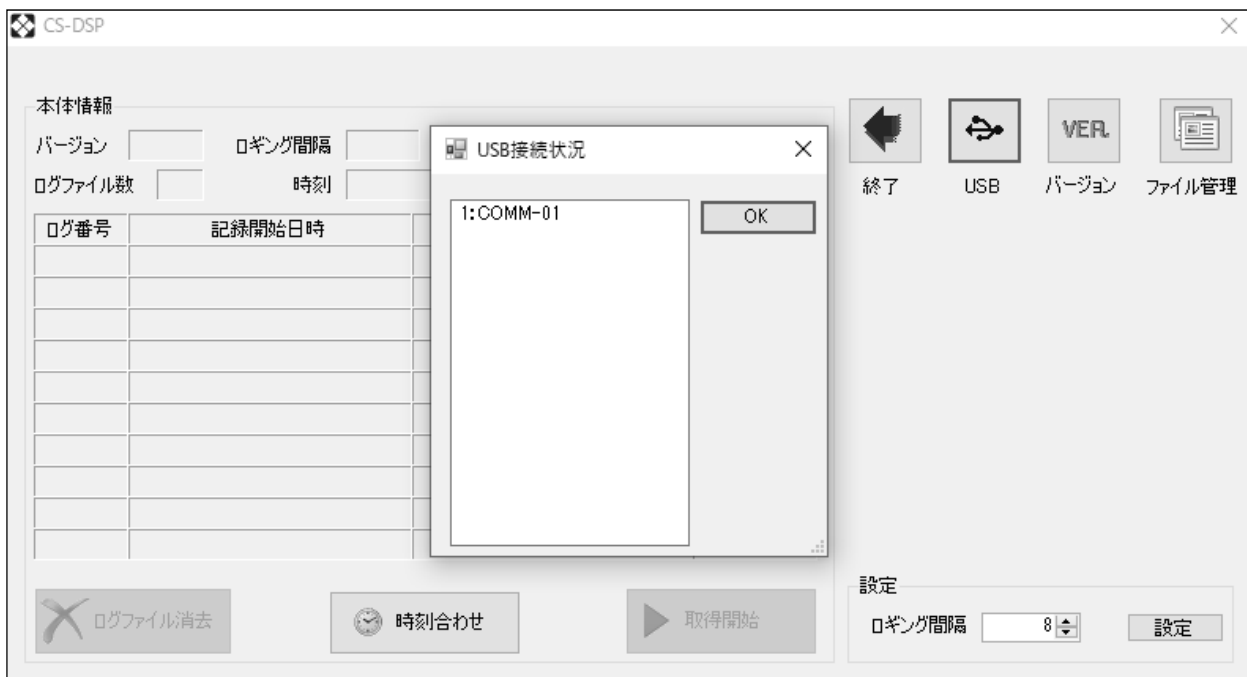 CS-DSP
本体情報
バージョン
ロギング間隔
ログファイル数
時刻
ログ番号
記録開始日時
USB接続状況
1:COMM-01
OK
VER.
終了
USB
バージョン
ファイル管理
ログファイル消去
時刻合わせ
取得開始
設定
ロギング間隔
8
設定